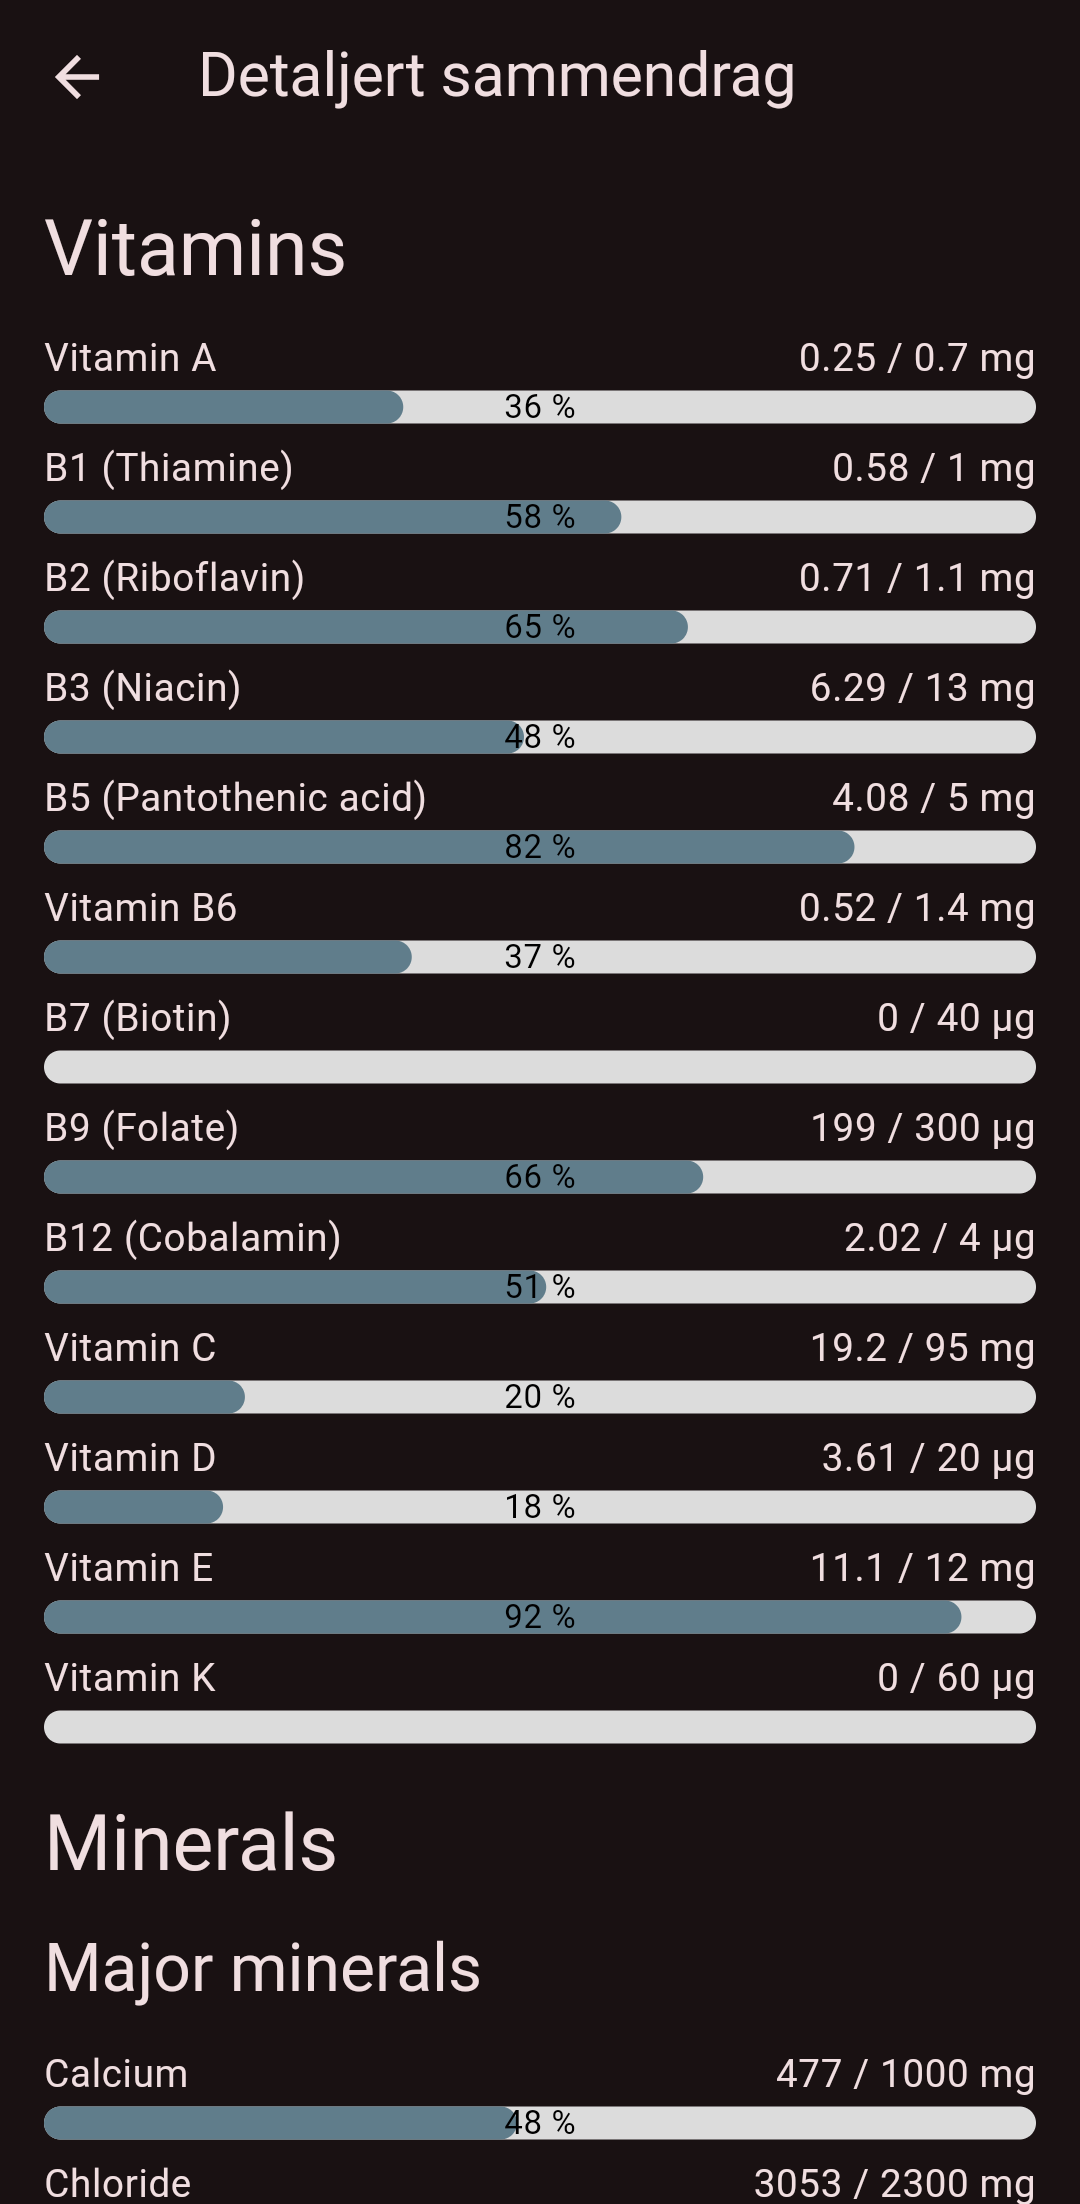 Detaljert sammendrag
Vitamins
Vitamin A 0.25 / 0.7 mg
36 %
B1 (Thiamine) 0.58 / 1 mg
58 %
B2 (Riboflavin) 0.71 / 1.1 mg
65 %
B3 (Niacin) 6.29 / 13 mg
48 %
B5 (Pantothenic acid) 4.08 / 5 mg
82 %
Vitamin B6 0.52 / 1.4 mg
37 %
B7 (Biotin) 0 / 40 µg
B9 (Folate) 199 / 300 µg
66 %
B12 (Cobalamin) 2.02 / 4 µg
51 %
Vitamin C 19.2 / 95 mg
20 %
Vitamin D 3.61 / 20 µg
18 %
Vitamin E 11.1 / 12 mg
92 %
Vitamin K 0 / 60 µg
Minerals
Major minerals
Calcium 477 / 1000 mg
48 %
Chloride 3053 / 2300 mg